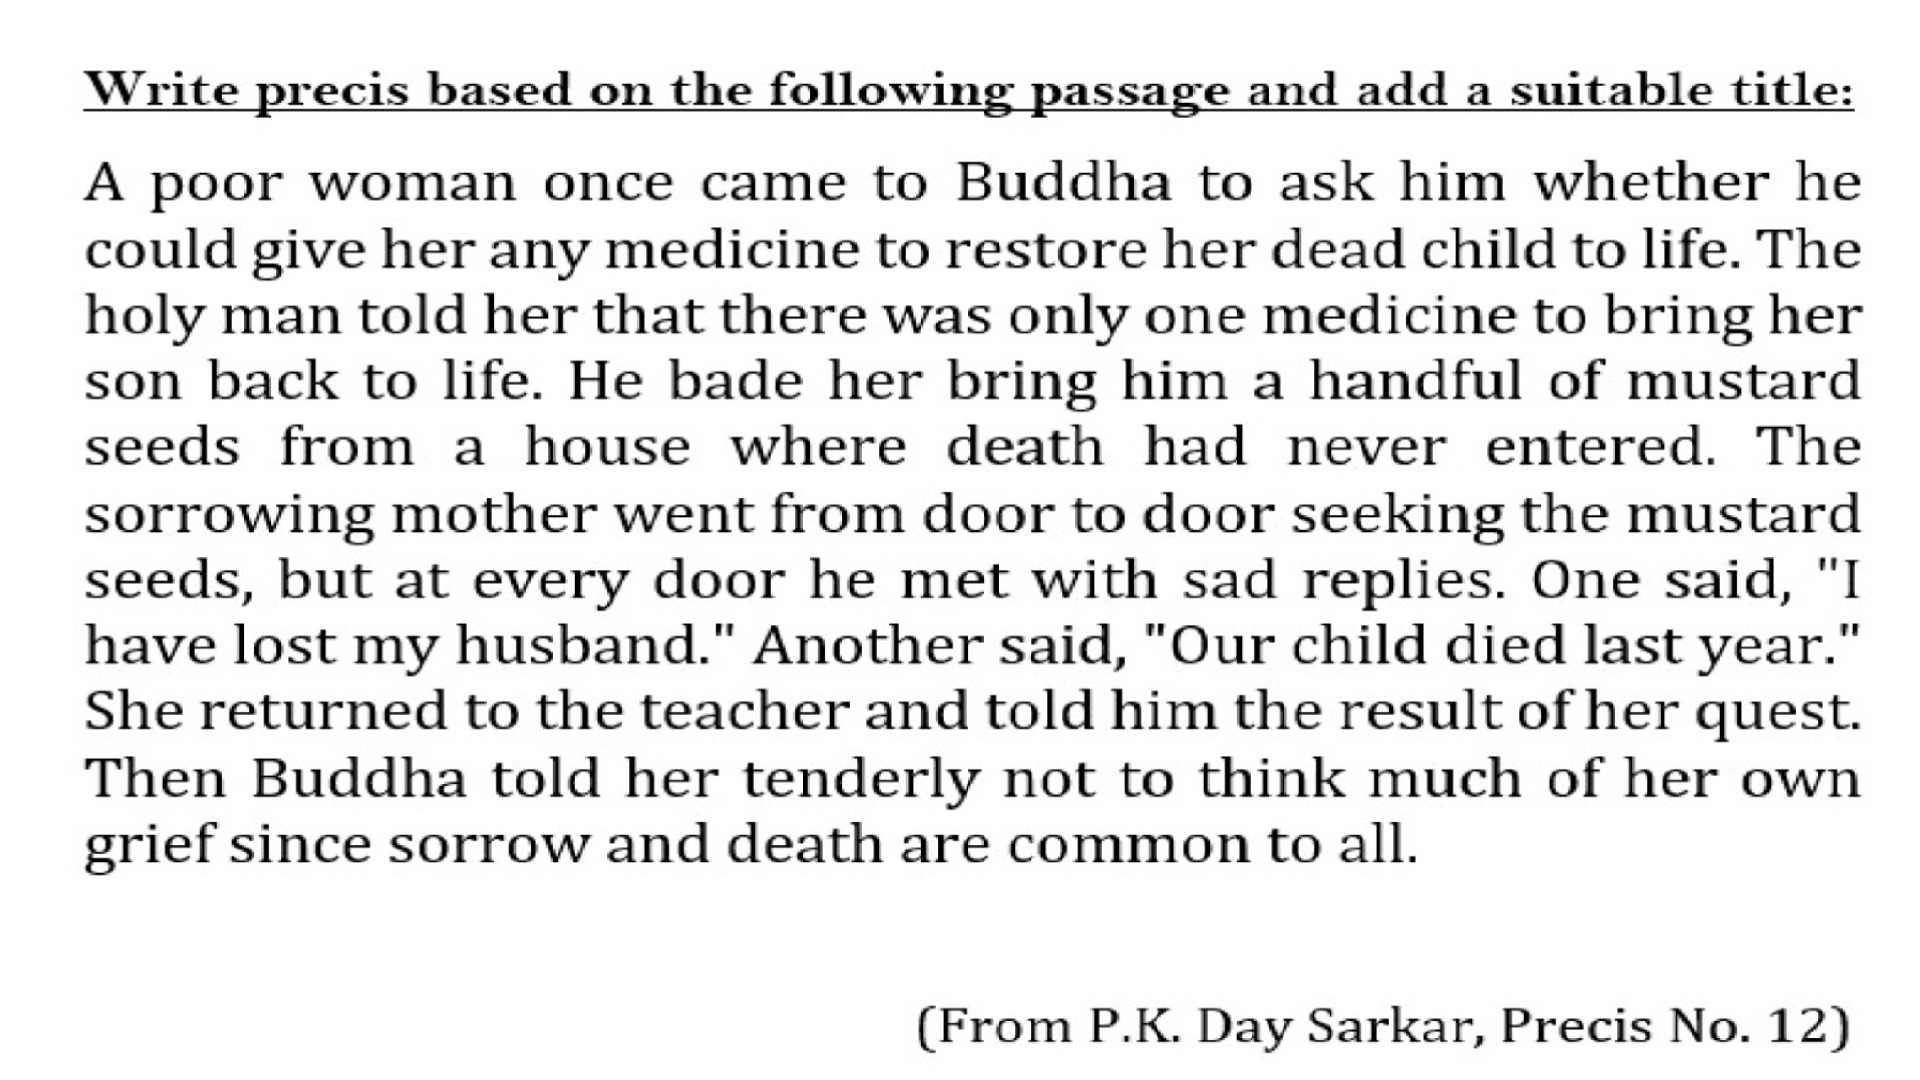 Write precis based on the following passage and add a suitable title:
A poor woman once came to Buddha to ask him whether he
could give her any medicine to restore her dead child to life. The
holy man told her that there was only one medicine to bring her
son back to life. He bade her bring him a handful of mustard
seeds from a house where death had never entered. The
sorrowing mother went from door to door seeking the mustard
seeds, but at every door he met with sad replies. One said, "I
have lost my husband." Another said, "Our child died last year."
She returned to the teacher and told him the result of her quest.
Then Buddha told her tenderly not to think much of her own
grief since sorrow and death are common to all.
(From P.K. Day Sarkar, Precis No. 12)